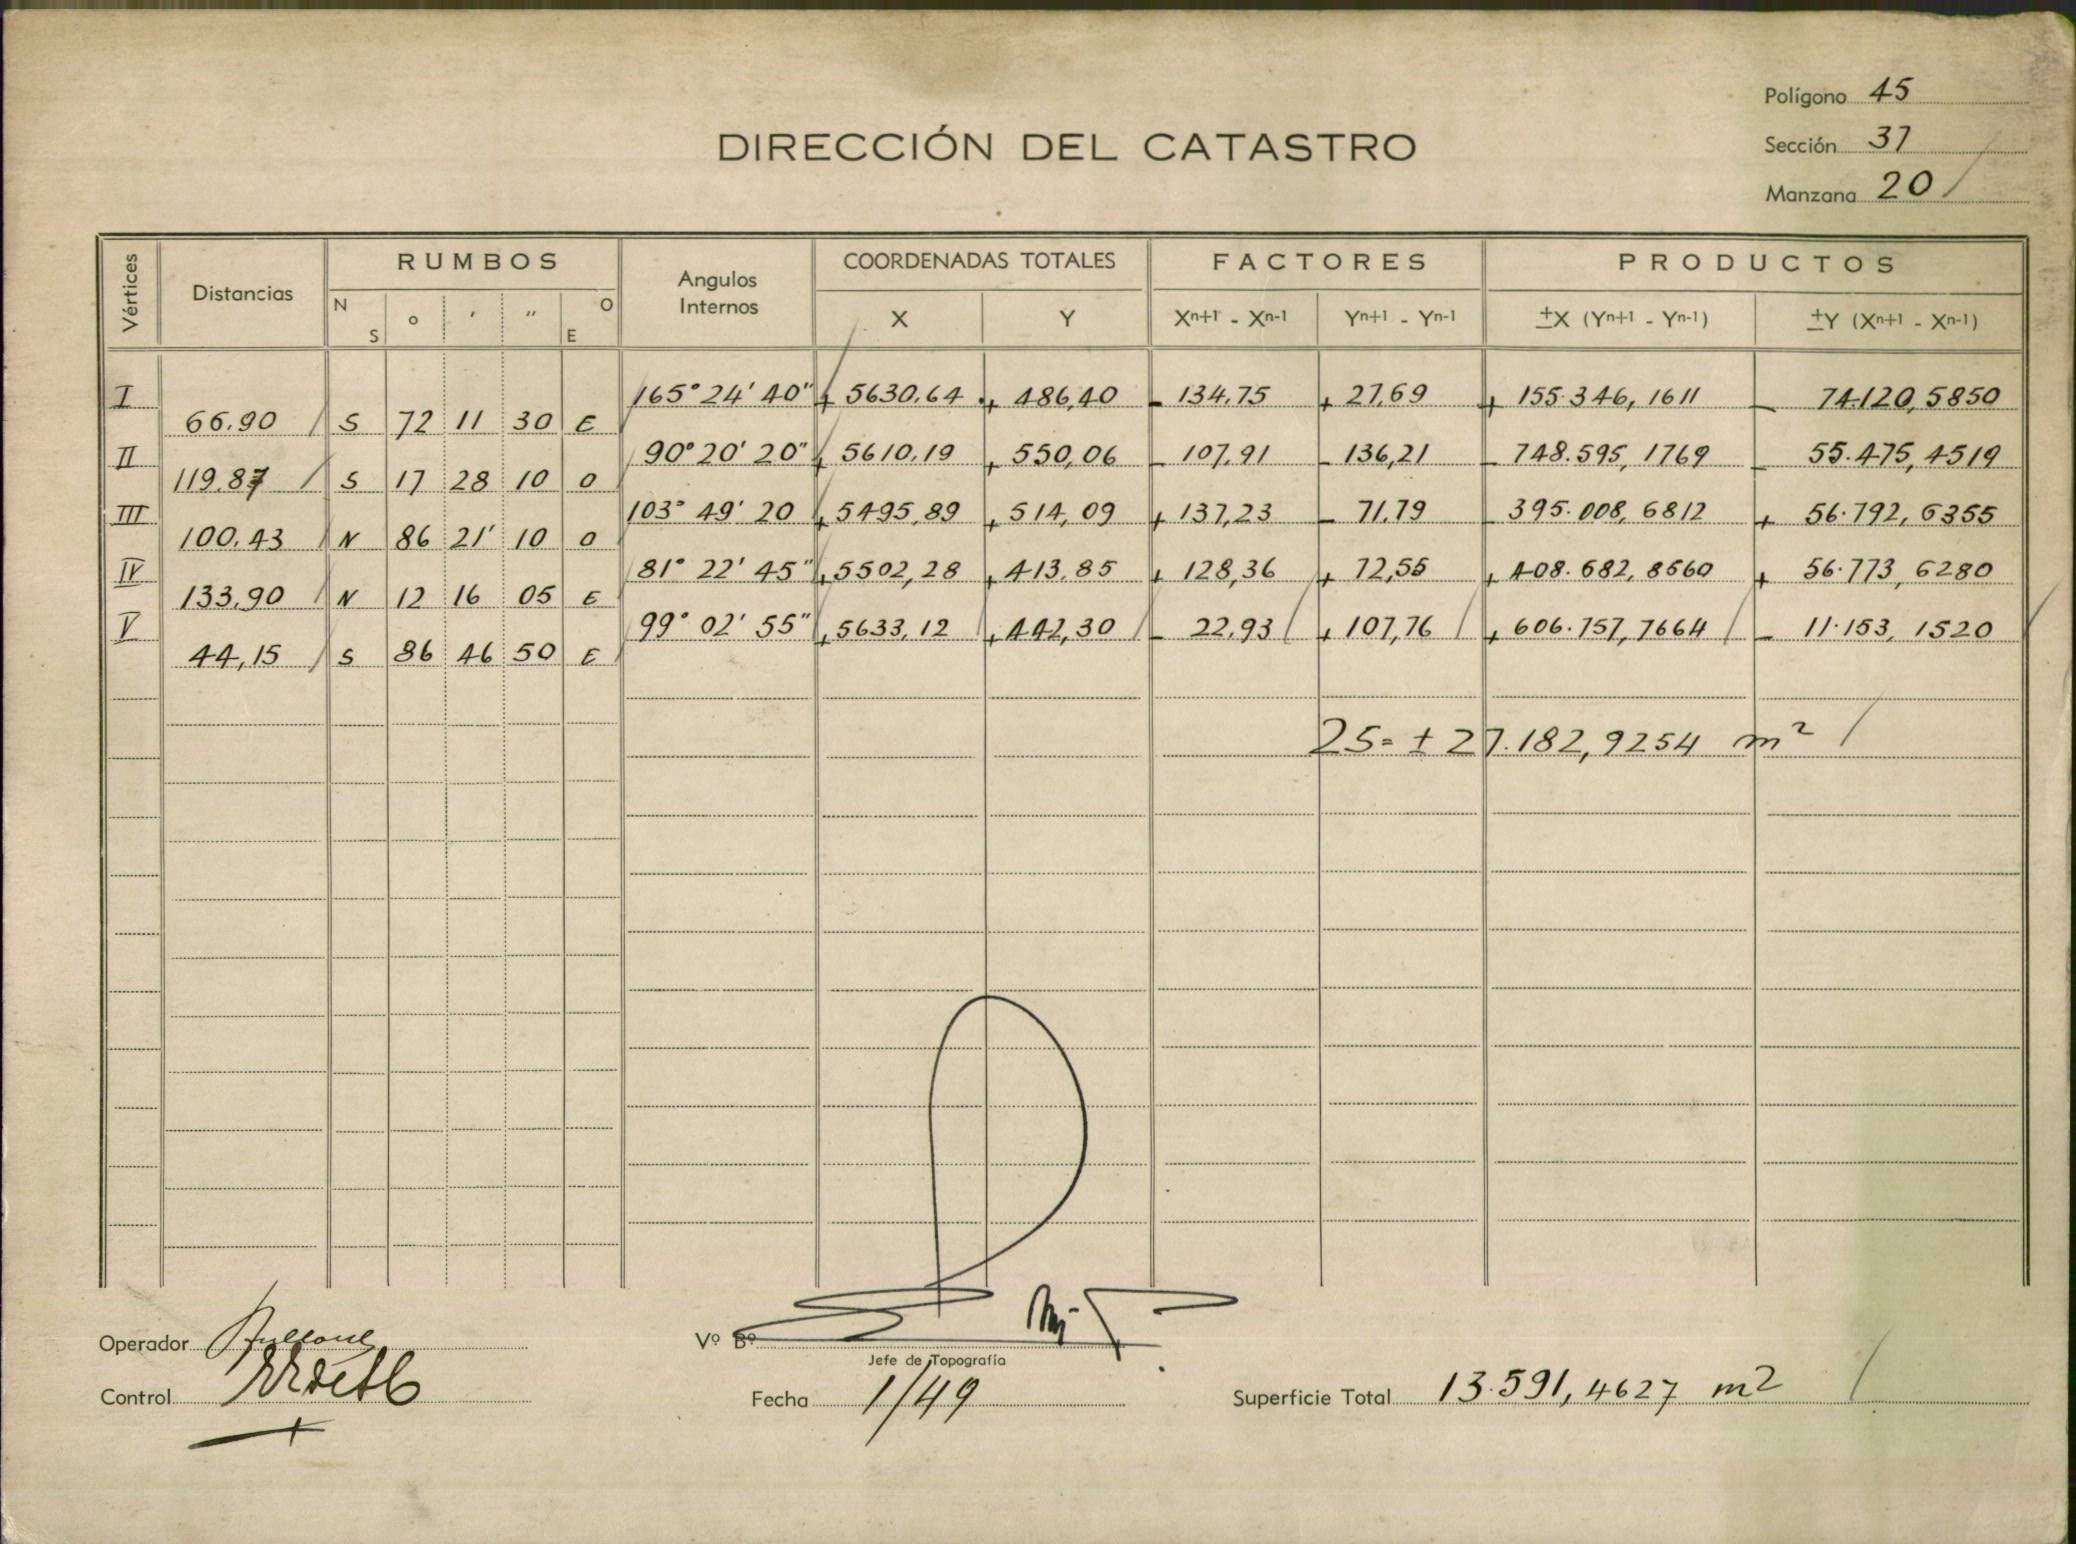 Polígono 45
DIRECCIÓN DEL CATASTRO
Sección 37
Manzana 20
Vértices Distancias RUMBOS Angulos Internos COORDENADAS TOTALES FACTORES PRODUCTOS
N S o ' " O E X Y Xn+1 - Xn-1 Yn+1 - Yn-1 ±X (Yn+1 - Yn-1) ±Y (Xn+1 - Xn-1)
I 165° 24' 40" + 5630.64 + 486,40 - 134,75 + 27,69 + 155.346,1611 - 74.120,5850
66.90 S 72 11 30 E
II 90° 20' 20" + 5610,19 + 550,06 - 107,91 - 136,21 - 748.595,1769 - 55.475,4519
119.87 S 17 28 10 O
III 103° 49' 20 + 5495,89 + 514,09 + 137,23 - 71,79 - 395.008,6812 + 56.792,6355
100.43 N 86 21' 10 O
IV 81° 22' 45" + 5502,28 + 413.85 + 128,36 + 72,55 + 408.682,8560 + 56.773,6280
133,90 N 12 16 05 E
V 99° 02' 55" + 5633,12 + 442,30 - 22,93 + 107,76 + 606.757,7664 - 11.153,1520
44,15 S 86 46 50 E
2S= ± 27.182,9254 m²
Operador
Vº Bº
Jefe de Topografía
Control
Fecha 1/49
Superficie Total 13.591,4627 m2